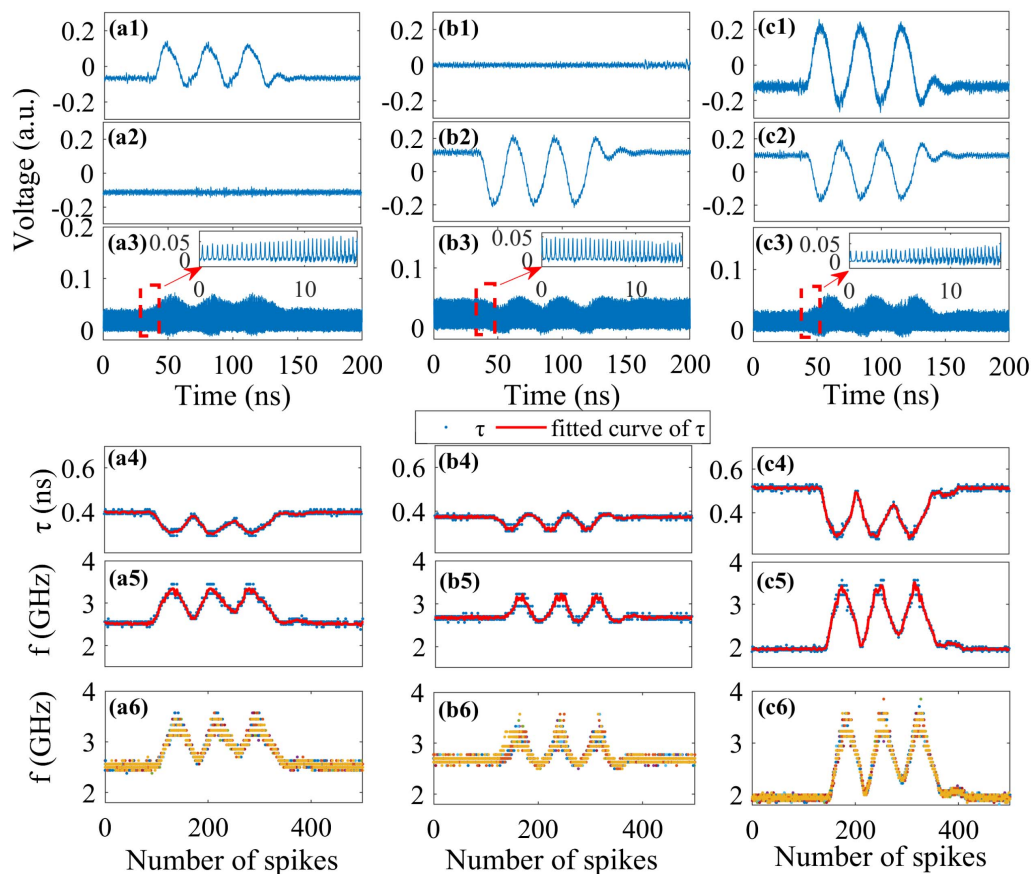 (a1) (b1) (c1)
0.2 0.2 0.2
0 0 0
-0.2 -0.2 -0.2
(a2) (b2) (c2)
0.2 0.2 0.2
0 0 0
-0.2 -0.2 -0.2
Voltage (a.u.)
(a3) (b3) (c3)
0.2
0.1 0.1 0.1
0 0 0
0.05 0.05 0.05
0 0 0
0 10 0 10 0 10
0 50 100 150 200 0 50 100 150 200 0 50 100 150 200
Time (ns) Time (ns) Time (ns)
τ fitted curve of τ
(a4) (b4) (c4)
0.6 0.6 0.6
0.4 0.4 0.4
τ (ns)
(a5) (b5) (c5)
4 4 4
3 3 3
2 2 2
f (GHz)
(a6) (b6) (c6)
4 4 4
3 3 3
2 2 2
f (GHz)
0 200 400 0 200 400 0 200 400
Number of spikes Number of spikes Number of spikes